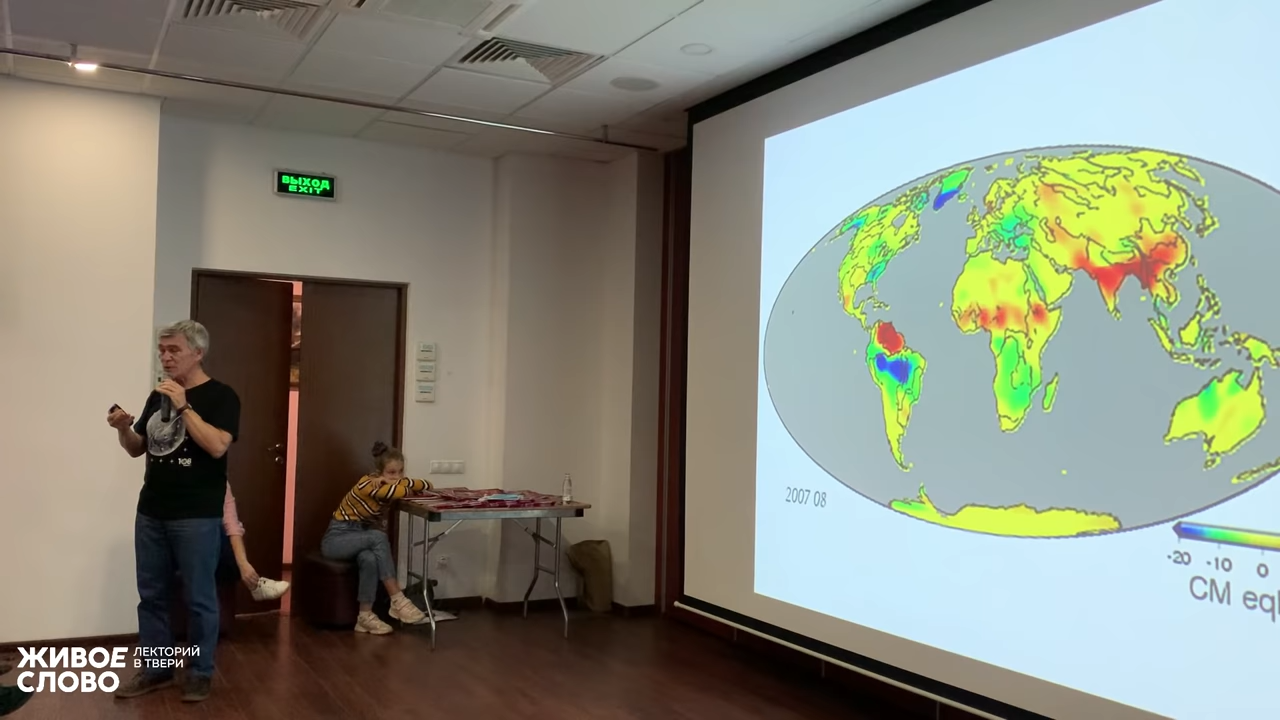 ВЫХОД
EXIT
2007 08
-20 -10 0
CM eq
ЖИВОЕ
СЛОВО
ЛЕКТОРИЙ
В ТВЕРИ